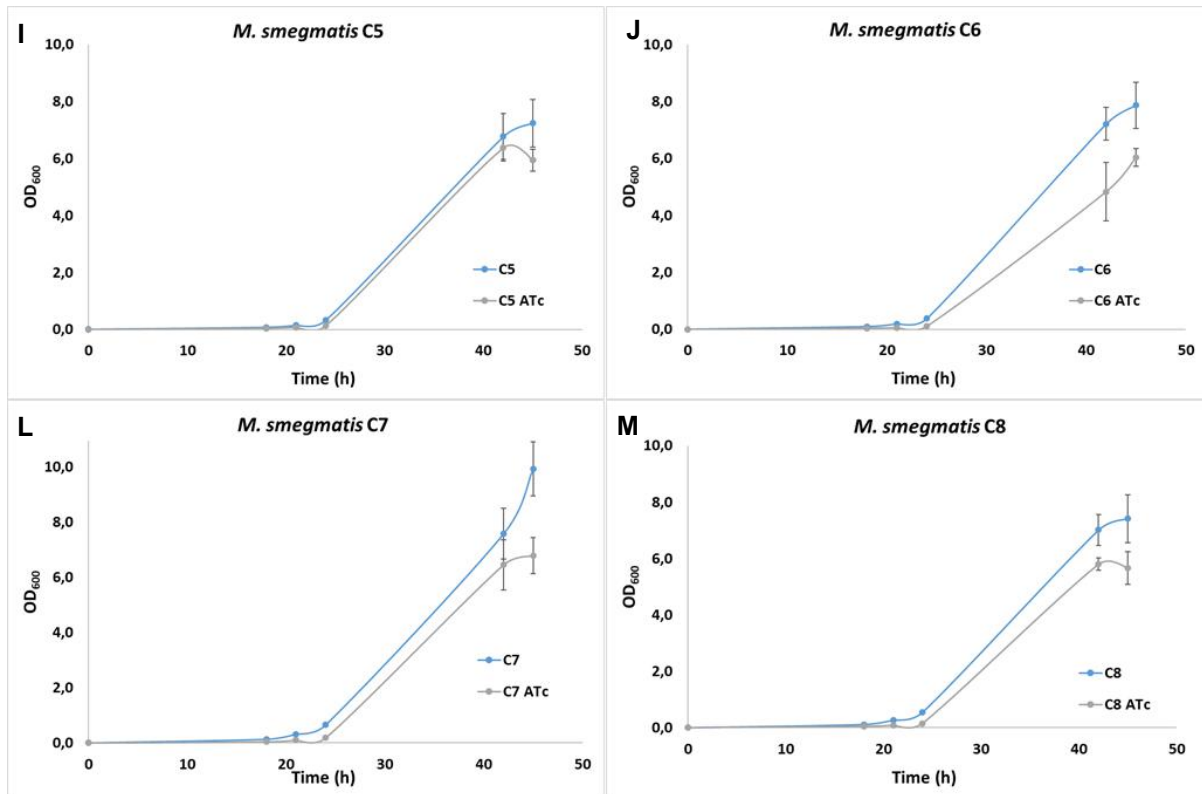 I
M. smegmatis C5
10,0
8,0
6,0
4,0
2,0
0,0
OD600
C5
C5 ATc
0 10 20 30 40 50
Time (h)
J
M. smegmatis C6
10,0
8,0
6,0
4,0
2,0
0,0
OD600
C6
C6 ATc
0 10 20 30 40 50
Time (h)
L
M. smegmatis C7
10,0
8,0
6,0
4,0
2,0
0,0
OD600
C7
C7 ATc
0 10 20 30 40 50
Time (h)
M
M. smegmatis C8
10,0
8,0
6,0
4,0
2,0
0,0
OD600
C8
C8 ATc
0 10 20 30 40 50
Time (h)